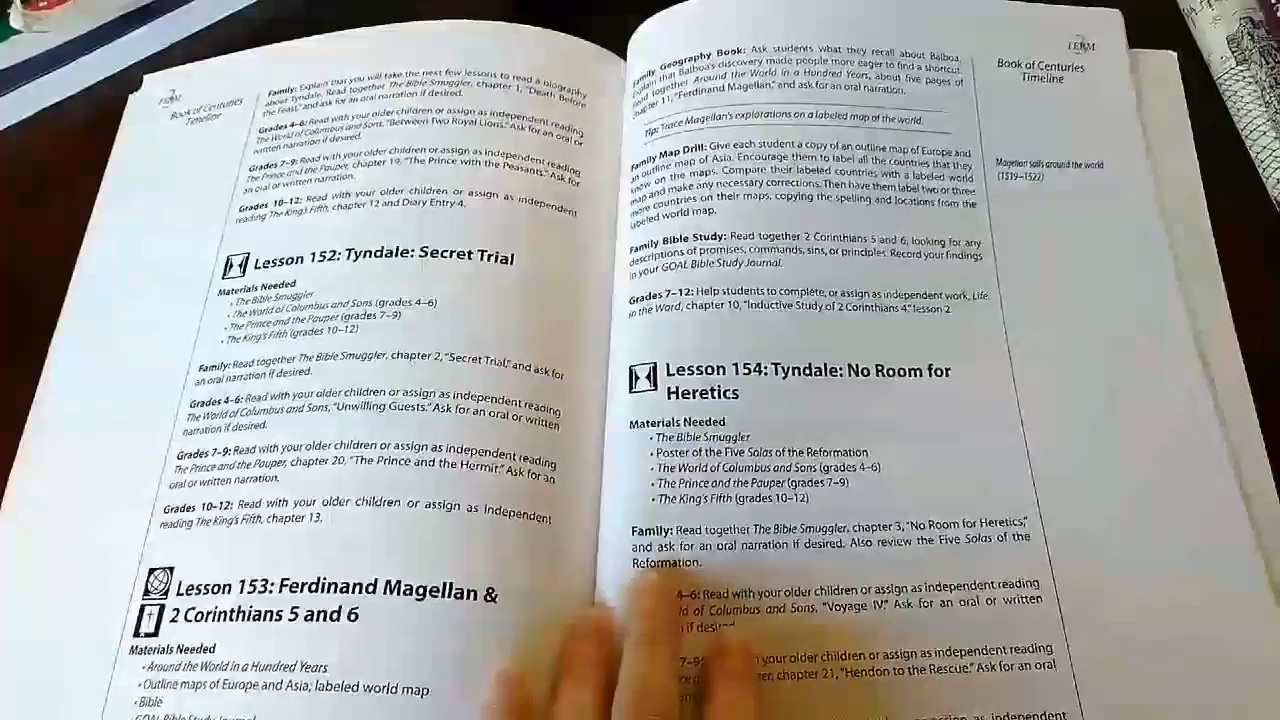 TERM
Book of Centuries
Timeline
Family: Explain that you will take the next few lessons to read a biography
about Tyndale. Read together The Bible Smuggler, chapter 1, "Death Before
the Feast," and ask for an oral narration if desired.
Grades 4–6: Read with your older children or assign as independent reading
The World of Columbus and Sons, "Between Two Royal Lions." Ask for an oral or
written narration if desired.
Grades 7–9: Read with your older children or assign as independent reading
The Prince and the Pauper, chapter 19, "The Prince with the Peasants." Ask for
an oral or written narration.
Grades 10–12: Read with your older children or assign as independent
reading The King's Fifth, chapter 12 and Diary Entry 4.
Lesson 152: Tyndale: Secret Trial
Materials Needed
• The Bible Smuggler
• The World of Columbus and Sons (grades 4–6)
• The Prince and the Pauper (grades 7–9)
• The King's Fifth (grades 10–12)
Family: Read together The Bible Smuggler, chapter 2, "Secret Trial," and ask for
an oral narration if desired.
Grades 4–6: Read with your older children or assign as independent reading
The World of Columbus and Sons, "Unwilling Guests." Ask for an oral or written
narration if desired.
Grades 7–9: Read with your older children or assign as independent reading
The Prince and the Pauper, chapter 20, "The Prince and the Hermit." Ask for an
oral or written narration.
Grades 10–12: Read with your older children or assign as independent
reading The King's Fifth, chapter 13.
Lesson 153: Ferdinand Magellan &
2 Corinthians 5 and 6
Materials Needed
• Around the World in a Hundred Years
• Outline maps of Europe and Asia; labeled world map
• Bible
• GOAL Bible Study Journal
Family Geography Book: Ask students what they recall about Balboa.
Explain that Balboa's discovery made people more eager to find a shortcut.
Read together Around the World in a Hundred Years, about five pages of
chapter 11, "Ferdinand Magellan," and ask for an oral narration.
Tip: Trace Magellan's explorations on a labeled map of the world.
Family Map Drill: Give each student a copy of an outline map of Europe and
an outline map of Asia. Encourage them to label all the countries that they
know on the maps. Compare their labeled countries with a labeled world
map and make any necessary corrections. Then have them label two or three
more countries on their maps, copying the spelling and locations from the
labeled world map.
Family Bible Study: Read together 2 Corinthians 5 and 6, looking for any
descriptions of promises, commands, sins, or principles. Record your findings
in your GOAL Bible Study Journal.
Grades 7–12: Help students to complete, or assign as independent work, Life
in the Word, chapter 10, "Inductive Study of 2 Corinthians 4," lesson 2.
Lesson 154: Tyndale: No Room for
Heretics
Materials Needed
• The Bible Smuggler
• Poster of the Five Solas of the Reformation
• The World of Columbus and Sons (grades 4–6)
• The Prince and the Pauper (grades 7–9)
• The King's Fifth (grades 10–12)
Family: Read together The Bible Smuggler, chapter 3, "No Room for Heretics,"
and ask for an oral narration if desired. Also review the Five Solas of the
Reformation.
4–6: Read with your older children or assign as independent reading
of Columbus and Sons, "Voyage IV." Ask for an oral or written
if desired.
7–9: your older children or assign as independent reading
chapter 21, "Hendon to the Rescue." Ask for an oral
as independent
TERM
Book of Centuries
Timeline
Magellan sails around the world
(1519–1522)